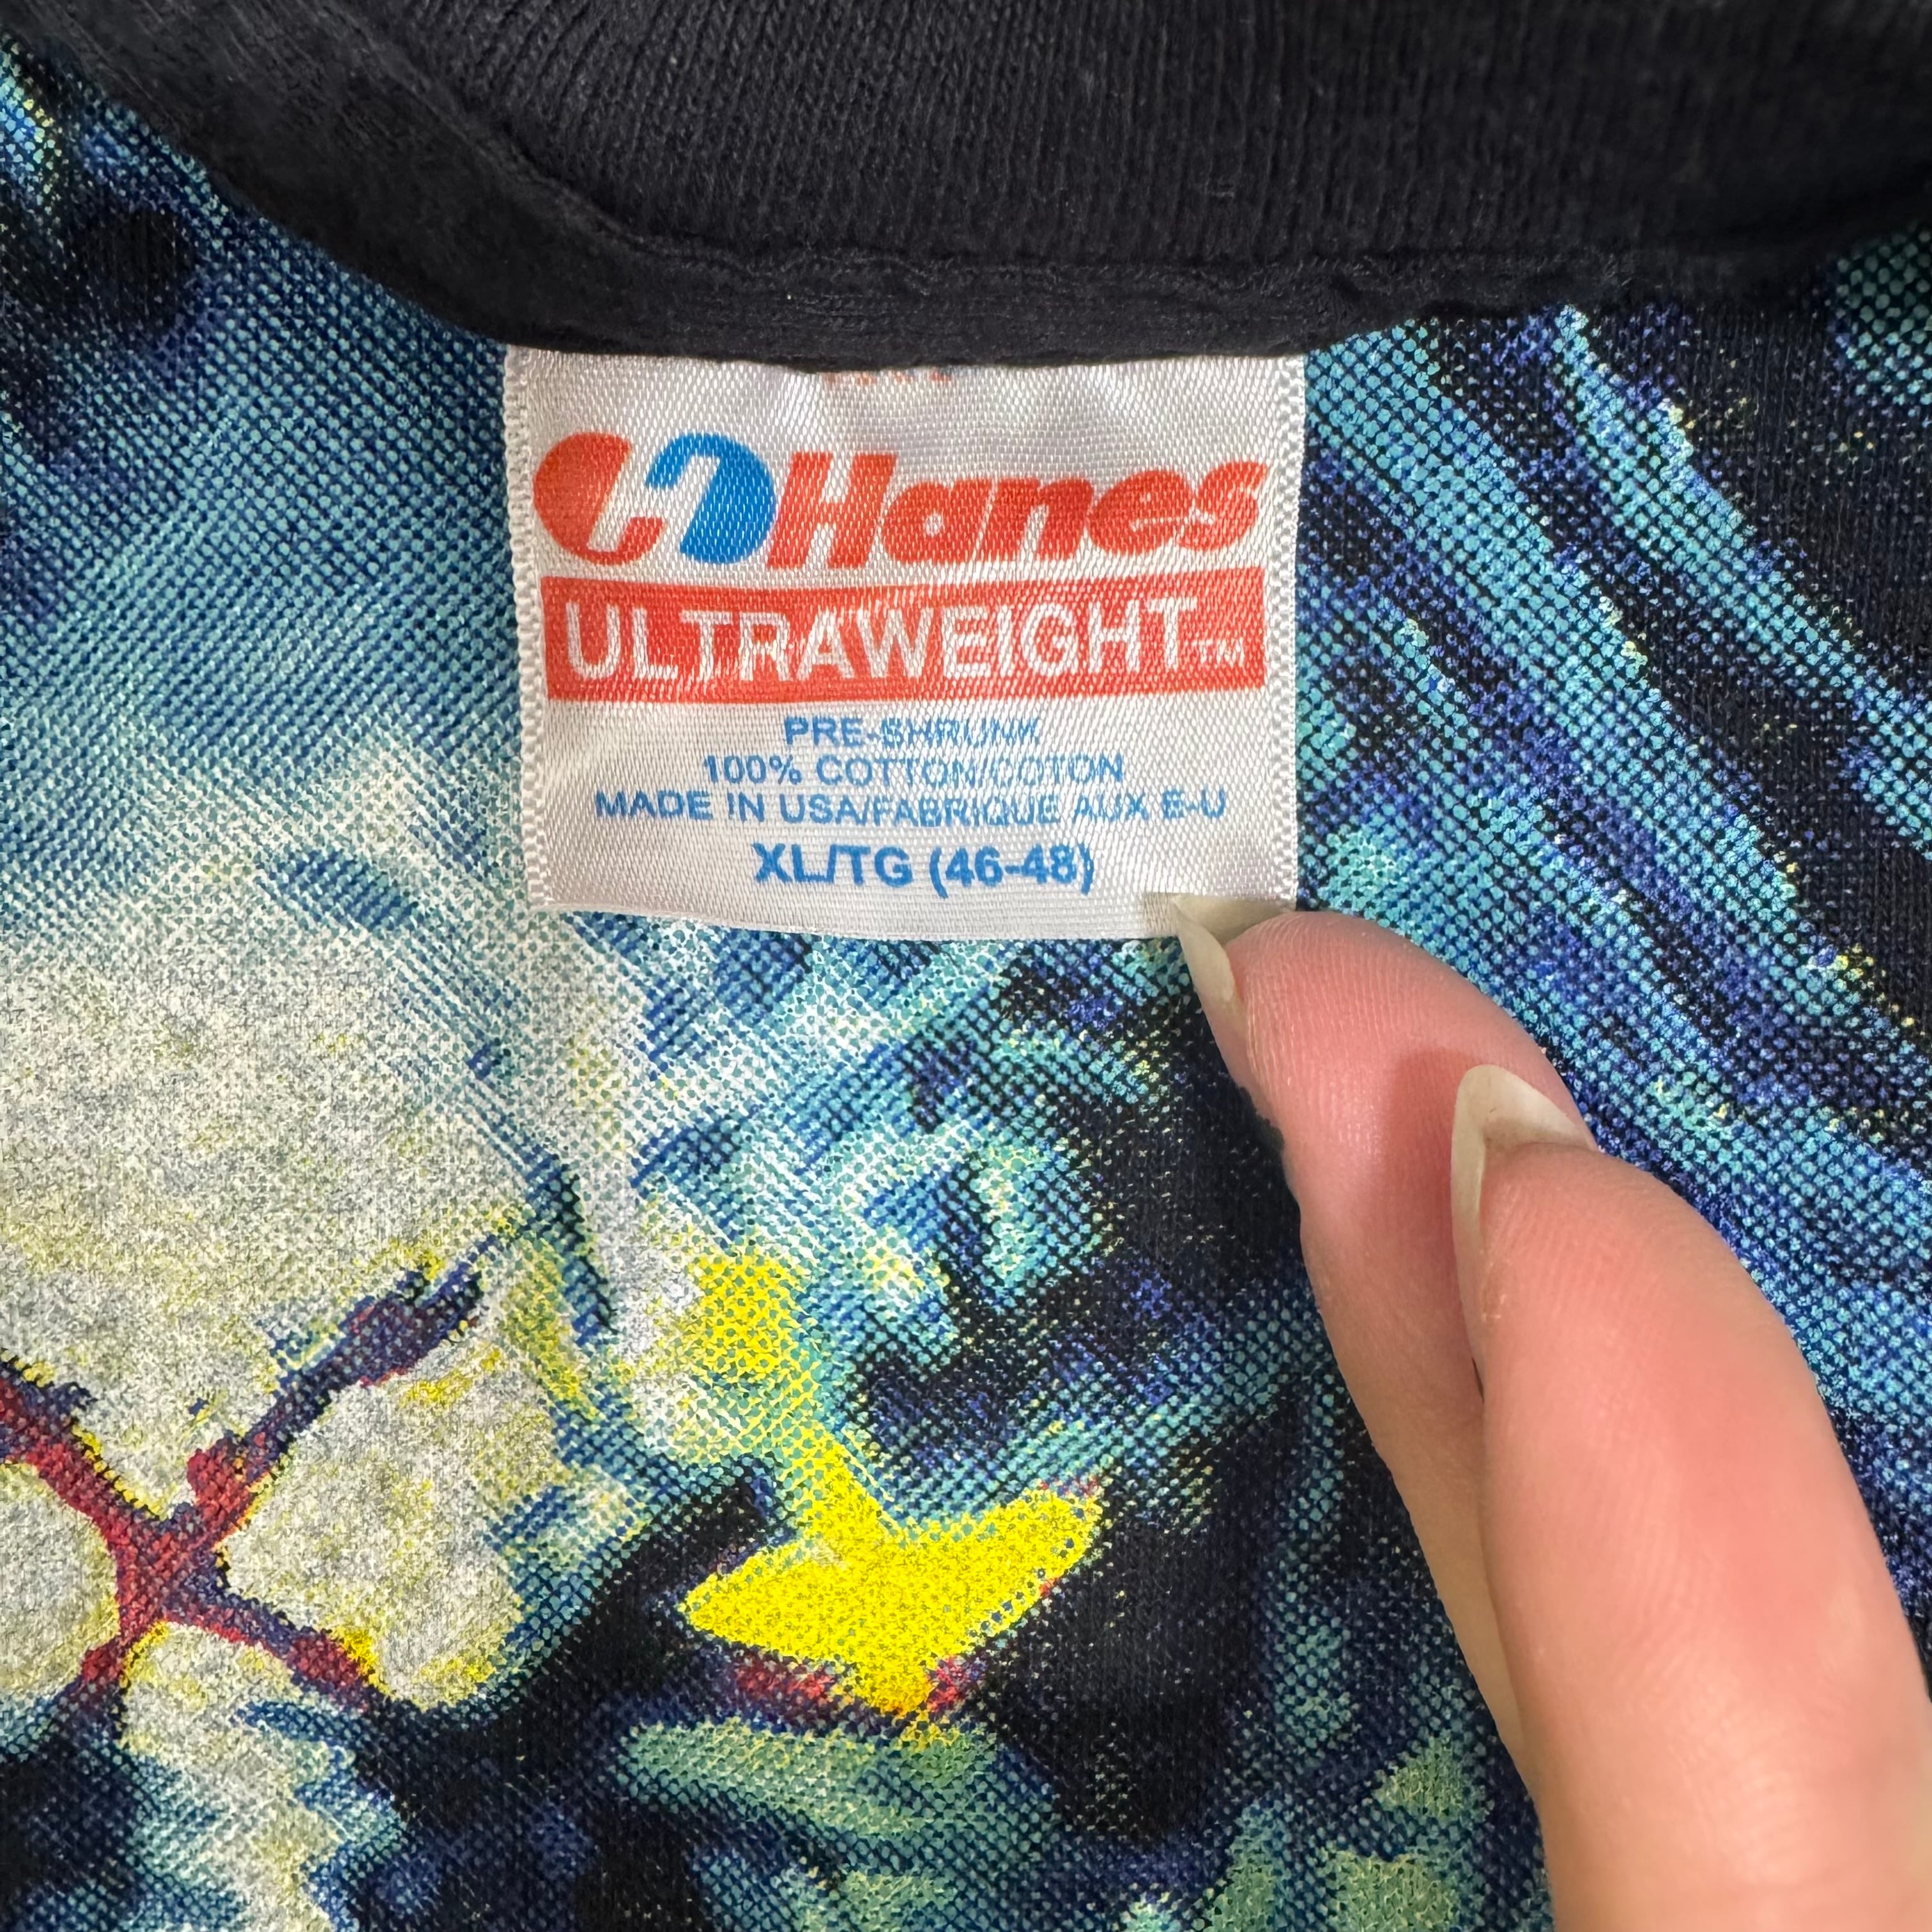 Hanes
ULTRAWEIGHT™
PRE-SHRUNK
100% COTTON/COTON
MADE IN USA/FABRIQUE AUX E-U
XL/TG (46-48)